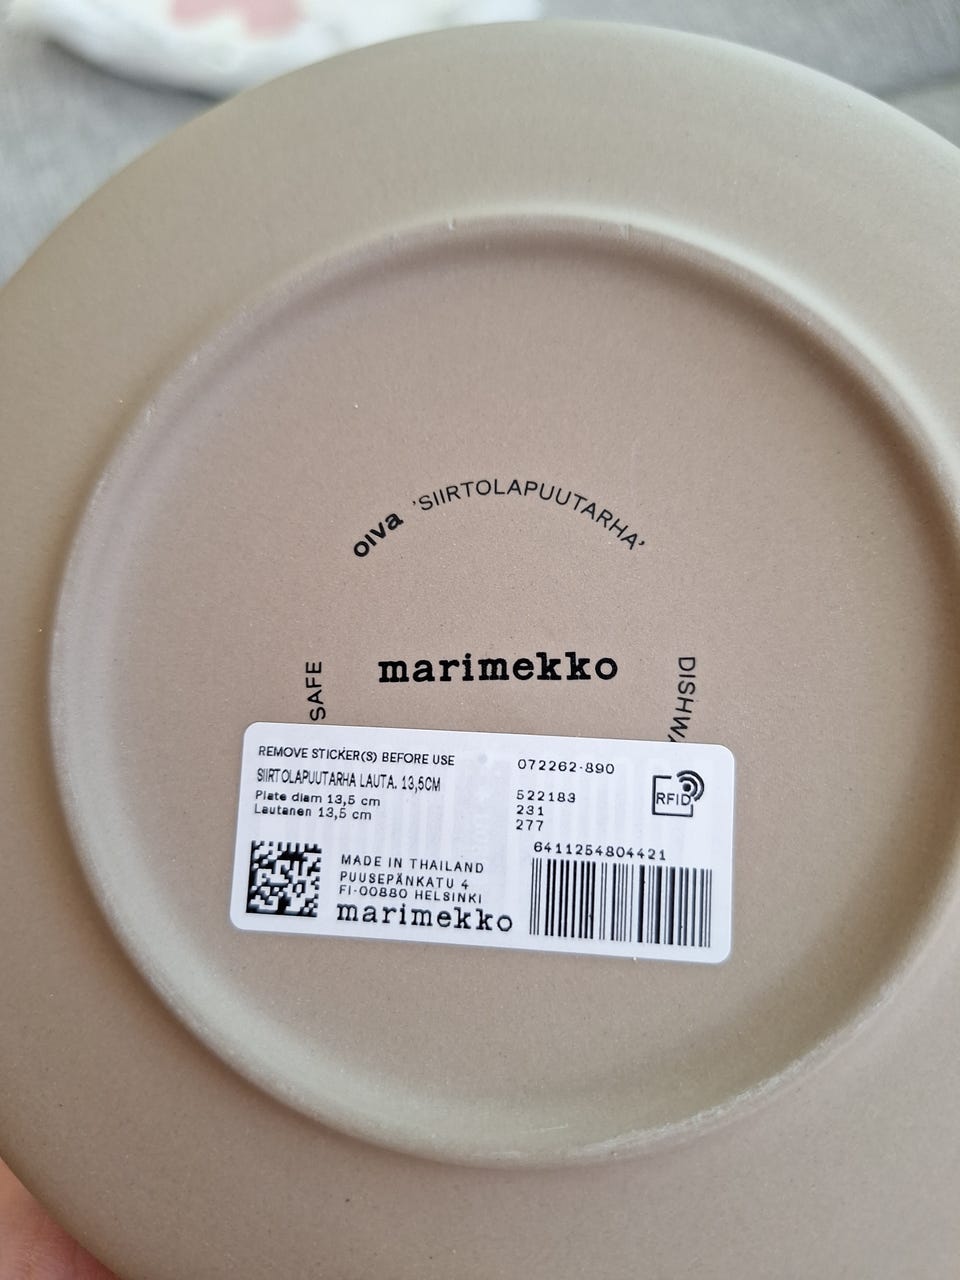 oiva 'SIIRTOLAPUUTARHA'
marimekko
SAFE
DISHWA
REMOVE STICKER(S) BEFORE USE
SIIRTOLAPUUTARHA LAUTA. 13,5CM
Plate diam 13,5 cm
Lautanen 13,5 cm
072262-890
522183
231
277
RFID
6411254804421
MADE IN THAILAND
PUUSEPÄNKATU 4
FI-00880 HELSINKI
marimekko